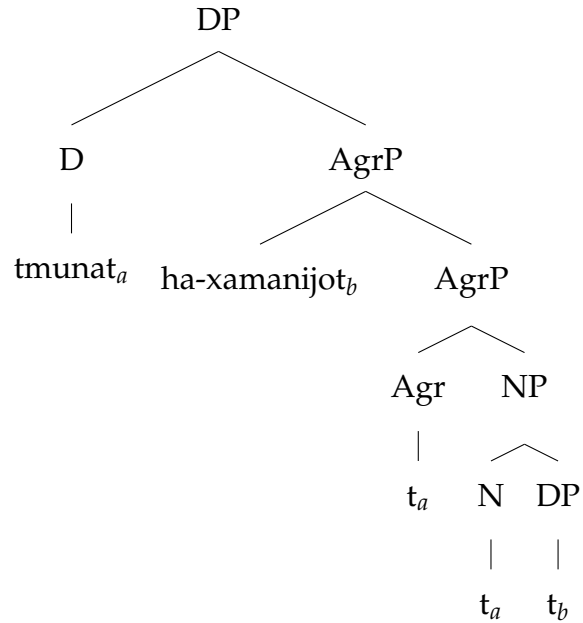 DP
D AgrP
tmunat_a ha-xamanijot_b AgrP
Agr NP
t_a N DP
t_a t_b